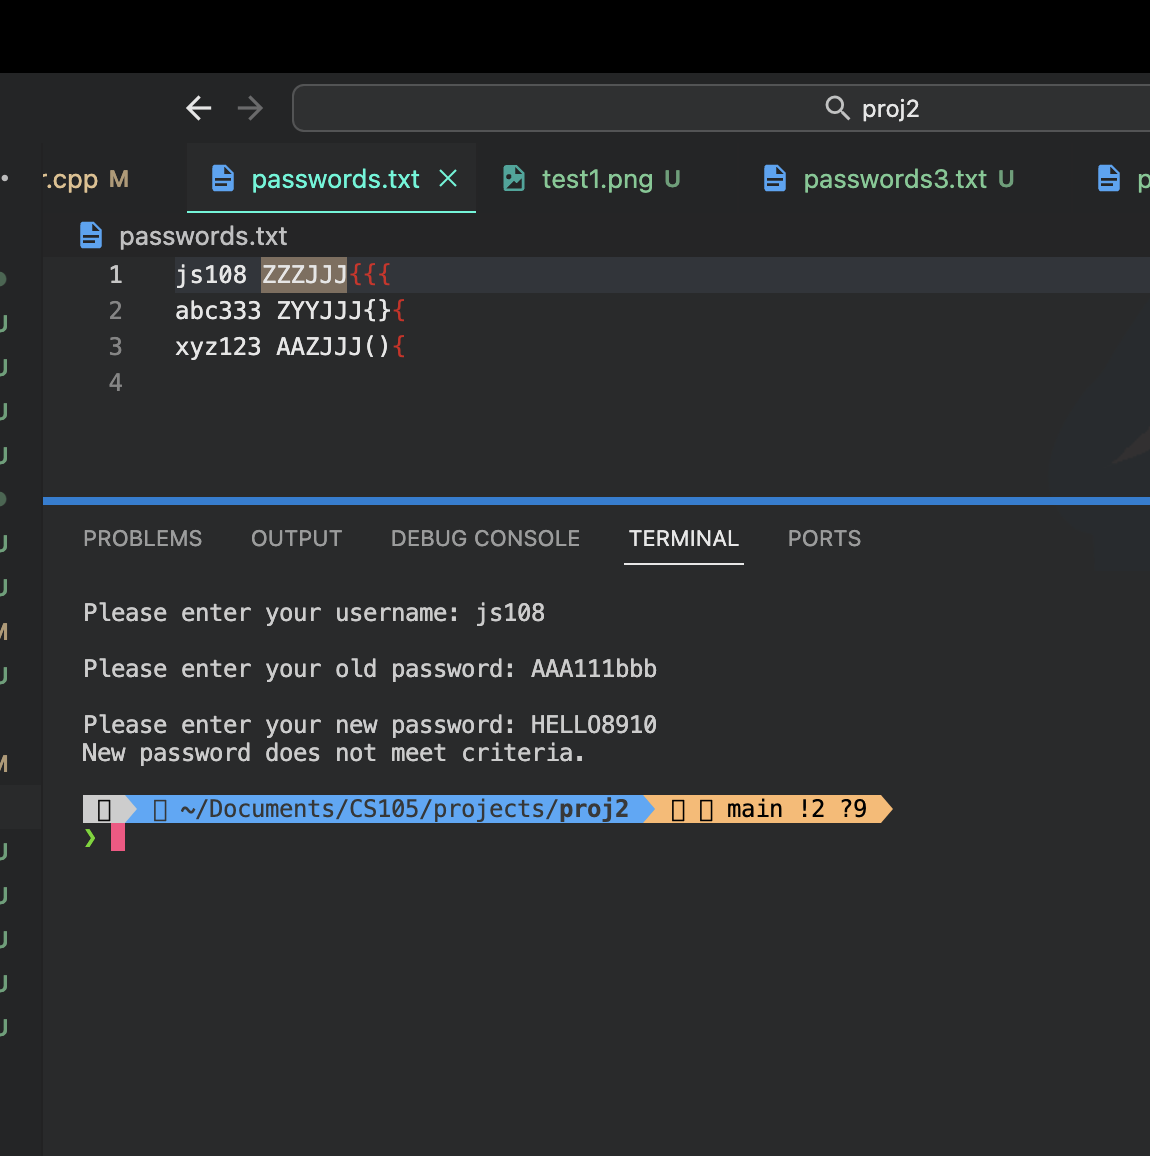 proj2
r.cpp M
passwords.txt
test1.png U
passwords3.txt U
passwords.txt
1 js108 ZZZJJJ{{{
2 abc333 ZYYJJJ{}{
3 xyz123 AAZJJJ(){
4
PROBLEMS OUTPUT DEBUG CONSOLE TERMINAL PORTS
Please enter your username: js108
Please enter your old password: AAA111bbb
Please enter your new password: HELLO8910
New password does not meet criteria.
~/Documents/CS105/projects/proj2 main !2 ?9
❯